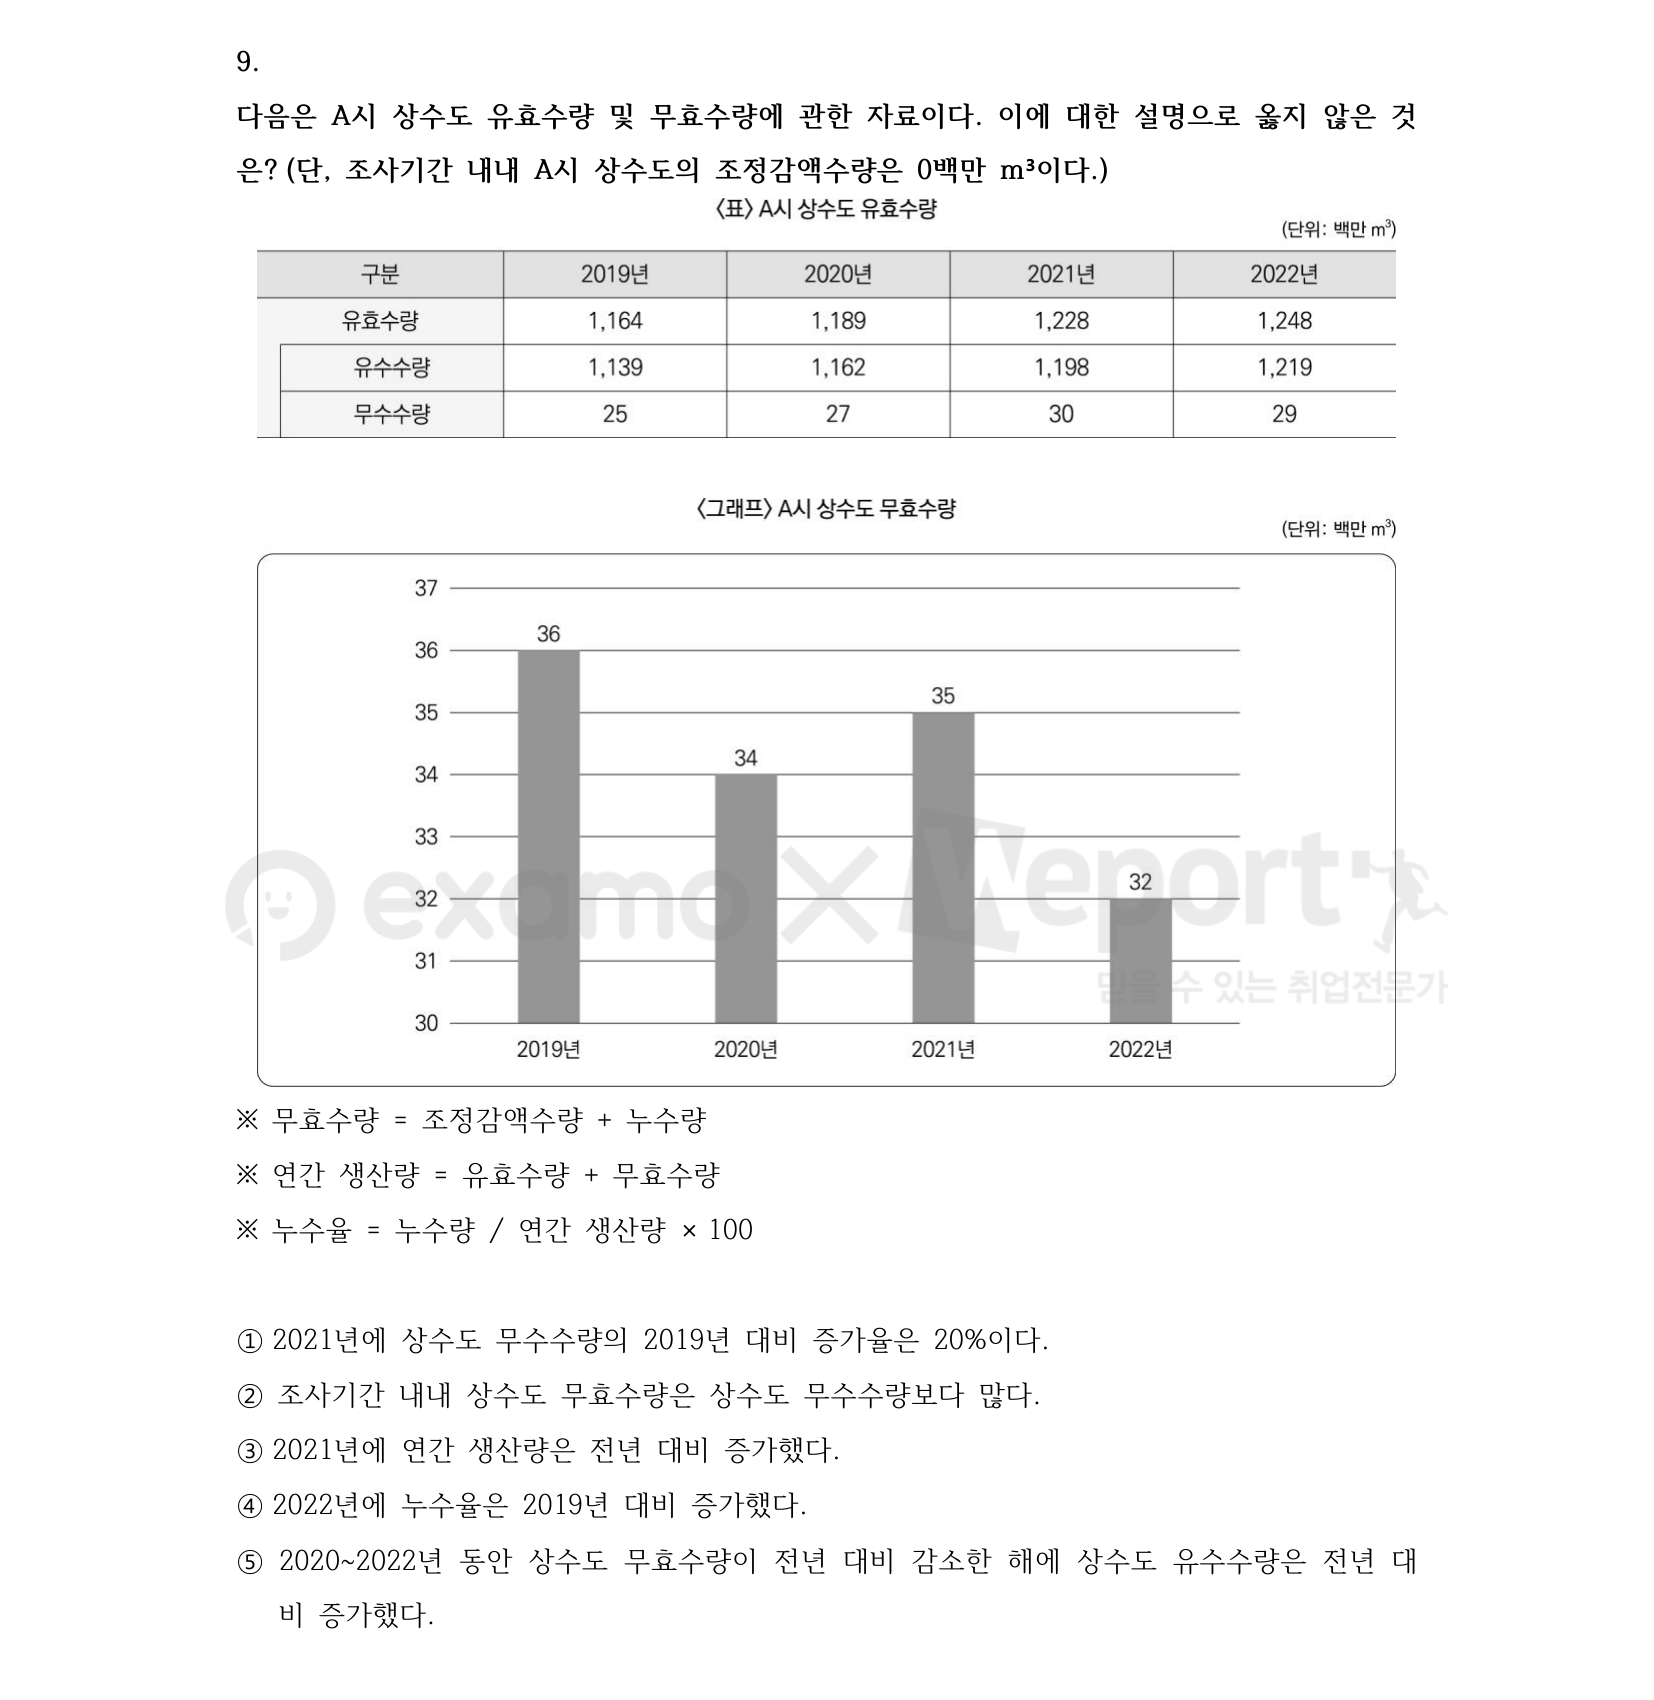 9.
다음은 A시 상수도 유효수량 및 무효수량에 관한 자료이다. 이에 대한 설명으로 옳지 않은 것
은? (단, 조사기간 내내 A시 상수도의 조정감액수량은 0백만 m³이다.)
〈표〉 A시 상수도 유효수량
(단위: 백만 m³)
구분 2019년 2020년 2021년 2022년
유효수량 1,164 1,189 1,228 1,248
유수수량 1,139 1,162 1,198 1,219
무수수량 25 27 30 29
〈그래프〉 A시 상수도 무효수량
(단위: 백만 m³)
37
36
36
35
35
34
34
33
32
32
31
30
2019년 2020년 2021년 2022년
examo × Weport
믿을 수 있는 취업전문가
※ 무효수량 = 조정감액수량 + 누수량
※ 연간 생산량 = 유효수량 + 무효수량
※ 누수율 = 누수량 / 연간 생산량 × 100
① 2021년에 상수도 무수수량의 2019년 대비 증가율은 20%이다.
② 조사기간 내내 상수도 무효수량은 상수도 무수수량보다 많다.
③ 2021년에 연간 생산량은 전년 대비 증가했다.
④ 2022년에 누수율은 2019년 대비 증가했다.
⑤ 2020~2022년 동안 상수도 무효수량이 전년 대비 감소한 해에 상수도 유수수량은 전년 대
비 증가했다.